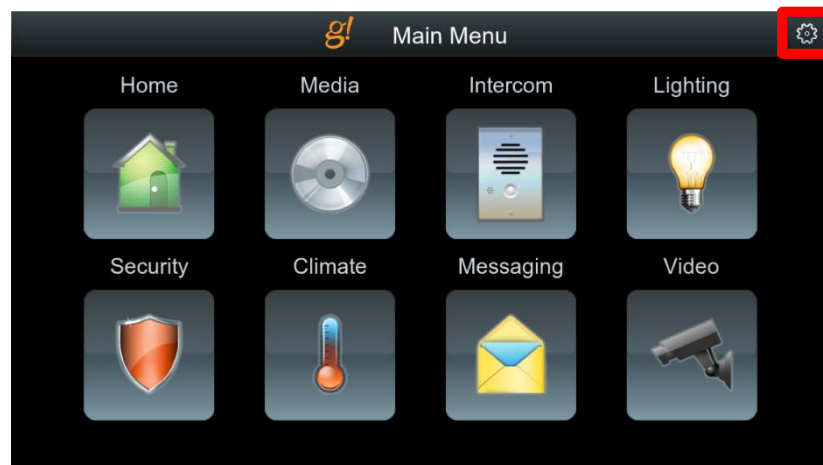 g! Main Menu
Home Media Intercom Lighting
Security Climate Messaging Video